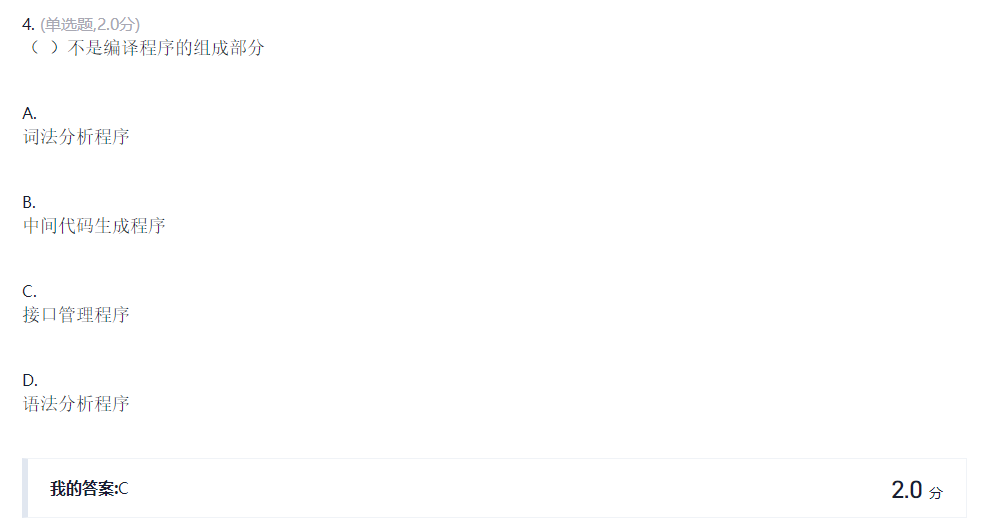 4. (单选题,2.0分)
（ ）不是编译程序的组成部分
A.
词法分析程序
B.
中间代码生成程序
C.
接口管理程序
D.
语法分析程序
我的答案:C 2.0 分